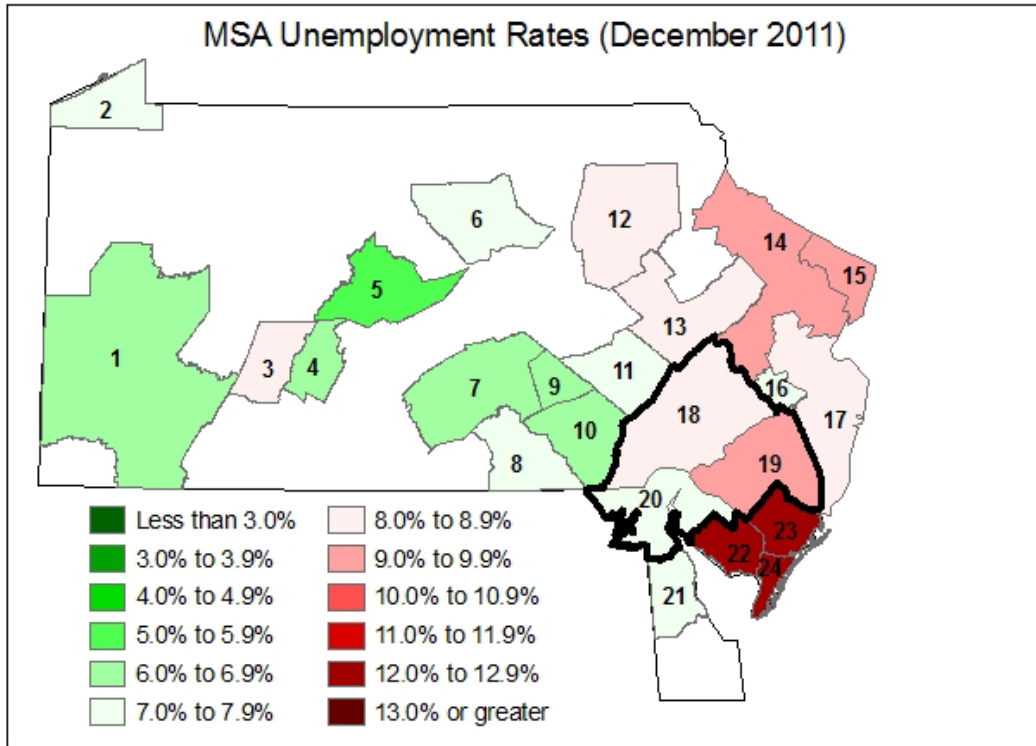 MSA Unemployment Rates (December 2011)
2
6
12
14
15
5
1
3
4
13
7
9
11
16
17
18
10
8
19
20
23
22
24
21
Less than 3.0%
3.0% to 3.9%
4.0% to 4.9%
5.0% to 5.9%
6.0% to 6.9%
7.0% to 7.9%
8.0% to 8.9%
9.0% to 9.9%
10.0% to 10.9%
11.0% to 11.9%
12.0% to 12.9%
13.0% or greater